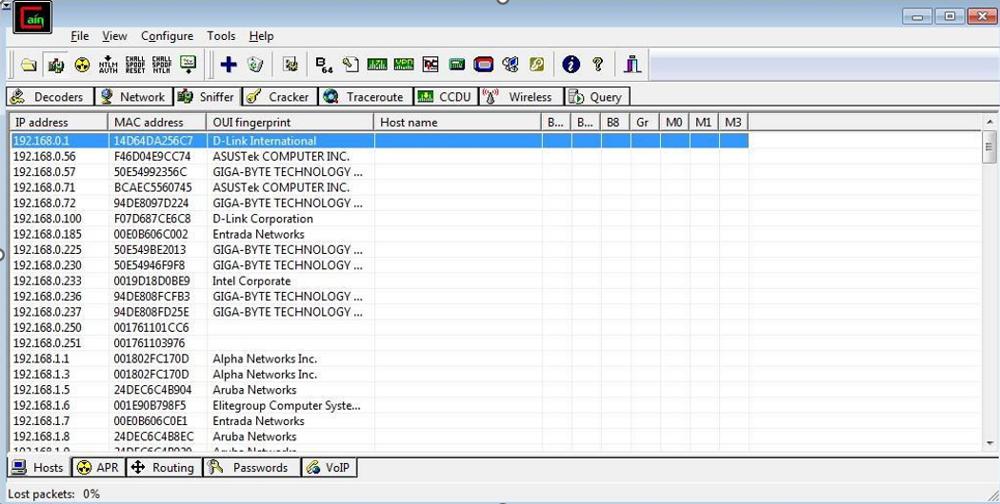 Cain
File View Configure Tools Help
NTLM AUTH CHALL SPOOF RESET CHALL SPOOF NTLM B 64
Decoders Network Sniffer Cracker Traceroute CCDU Wireless Query
IP address MAC address OUI fingerprint Host name B... B... B8 Gr M0 M1 M3
192.168.0.1 14D64DA256C7 D-Link International
192.168.0.56 F46D04E9CC74 ASUSTek COMPUTER INC.
192.168.0.57 50E54992356C GIGA-BYTE TECHNOLOGY ...
192.168.0.71 BCAEC5560745 ASUSTek COMPUTER INC.
192.168.0.72 94DE8097D224 GIGA-BYTE TECHNOLOGY ...
192.168.0.100 F07D687CE6C8 D-Link Corporation
192.168.0.185 00E0B606C002 Entrada Networks
192.168.0.225 50E549BE2013 GIGA-BYTE TECHNOLOGY ...
192.168.0.230 50E54946F9F8 GIGA-BYTE TECHNOLOGY ...
192.168.0.233 0019D18D0BE9 Intel Corporate
192.168.0.236 94DE808FCFB3 GIGA-BYTE TECHNOLOGY ...
192.168.0.237 94DE808FD25E GIGA-BYTE TECHNOLOGY ...
192.168.0.250 001761101CC6
192.168.0.251 001761103976
192.168.1.1 001802FC170D Alpha Networks Inc.
192.168.1.3 001802FC170D Alpha Networks Inc.
192.168.1.5 24DEC6C4B904 Aruba Networks
192.168.1.6 001E90B798F5 Elitegroup Computer Syste...
192.168.1.7 00E0B606C0E1 Entrada Networks
192.168.1.8 24DEC6C4B8EC Aruba Networks
Hosts APR Routing Passwords VoIP
Lost packets: 0%